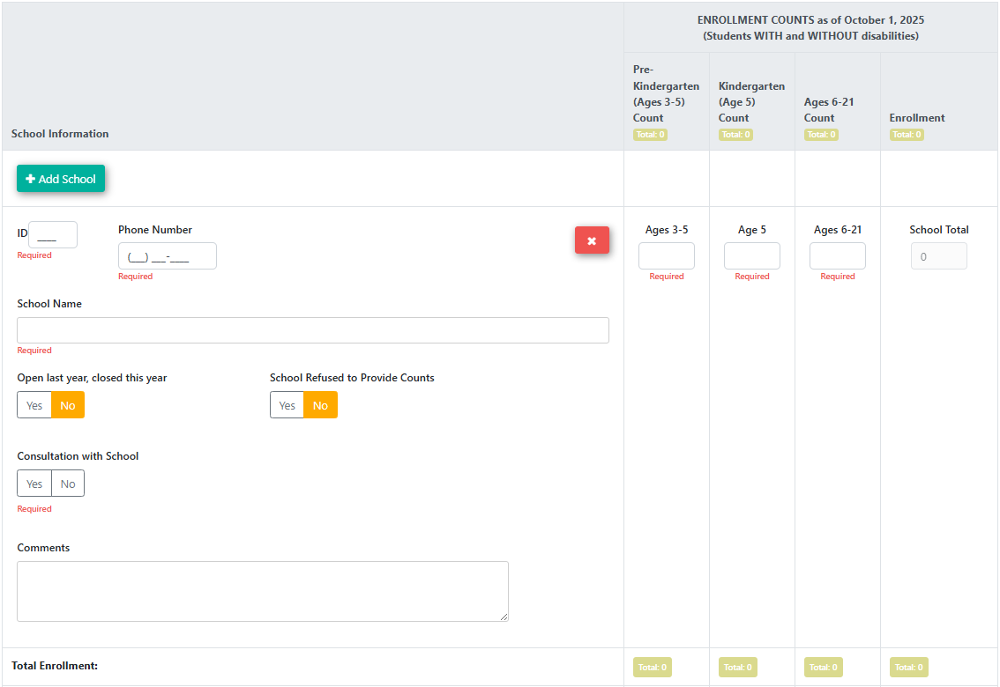 ENROLLMENT COUNTS as of October 1, 2025
(Students WITH and WITHOUT disabilities)
School Information
Pre-
Kindergarten
(Ages 3-5)
Count
Total: 0
Kindergarten
(Age 5)
Count
Total: 0
Ages 6-21
Count
Total: 0
Enrollment
Total: 0
Add School
ID ____
Required
Phone Number
(___) ___-____
Required
Ages 3-5
Required
Age 5
Required
Ages 6-21
Required
School Total
0
School Name
Required
Open last year, closed this year
Yes No
School Refused to Provide Counts
Yes No
Consultation with School
Yes No
Required
Comments
Total Enrollment: Total: 0 Total: 0 Total: 0 Total: 0